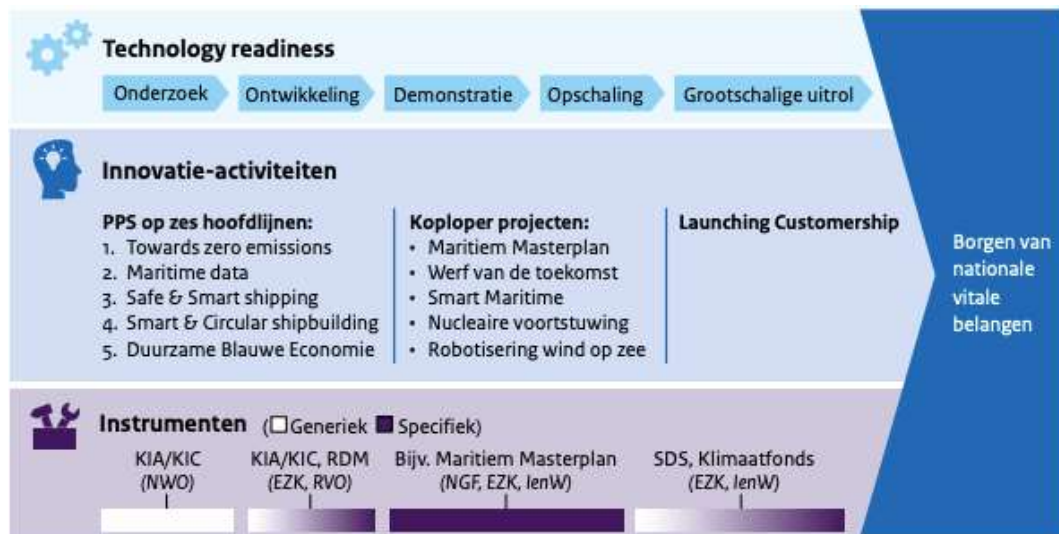 Technology readiness
Onderzoek
Ontwikkeling
Demonstratie
Opschaling
Grootschalige uitrol
Innovatie-activiteiten
PPS op zes hoofdlijnen:
1. Towards zero emissions
2. Maritime data
3. Safe & Smart shipping
4. Smart & Circular shipbuilding
5. Duurzame Blauwe Economie
Koploper projecten:
• Maritiem Masterplan
• Werf van de toekomst
• Smart Maritime
• Nucleaire voortstuwing
• Robotisering wind op zee
Launching Customership
Borgen van
nationale
vitale
belangen
Instrumenten (Generiek Specifiek)
KIA/KIC
(NWO)
KIA/KIC, RDM
(EZK, RVO)
Bijv. Maritiem Masterplan
(NGF, EZK, IenW)
SDS, Klimaatfonds
(EZK, IenW)